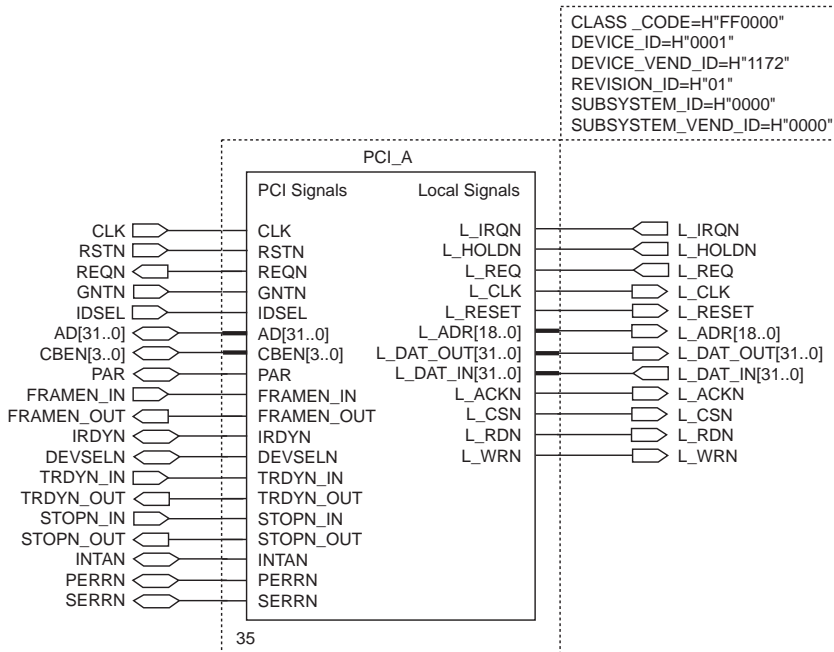 CLASS _CODE=H"FF0000"
DEVICE_ID=H"0001"
DEVICE_VEND_ID=H"1172"
REVISION_ID=H"01"
SUBSYSTEM_ID=H"0000"
SUBSYSTEM_VEND_ID=H"0000"
PCI_A
PCI Signals Local Signals
CLK CLK L_IRQN L_IRQN
RSTN RSTN L_HOLDN L_HOLDN
REQN REQN L_REQ L_REQ
GNTN GNTN L_CLK L_CLK
IDSEL IDSEL L_RESET L_RESET
AD[31..0] AD[31..0] L_ADR[18..0] L_ADR[18..0]
CBEN[3..0] CBEN[3..0] L_DAT_OUT[31..0] L_DAT_OUT[31..0]
PAR PAR L_DAT_IN[31..0] L_DAT_IN[31..0]
FRAMEN_IN FRAMEN_IN L_ACKN L_ACKN
FRAMEN_OUT FRAMEN_OUT L_CSN L_CSN
IRDYN IRDYN L_RDN L_RDN
DEVSELN DEVSELN L_WRN L_WRN
TRDYN_IN TRDYN_IN
TRDYN_OUT TRDYN_OUT
STOPN_IN STOPN_IN
STOPN_OUT STOPN_OUT
INTAN INTAN
PERRN PERRN
SERRN SERRN
35